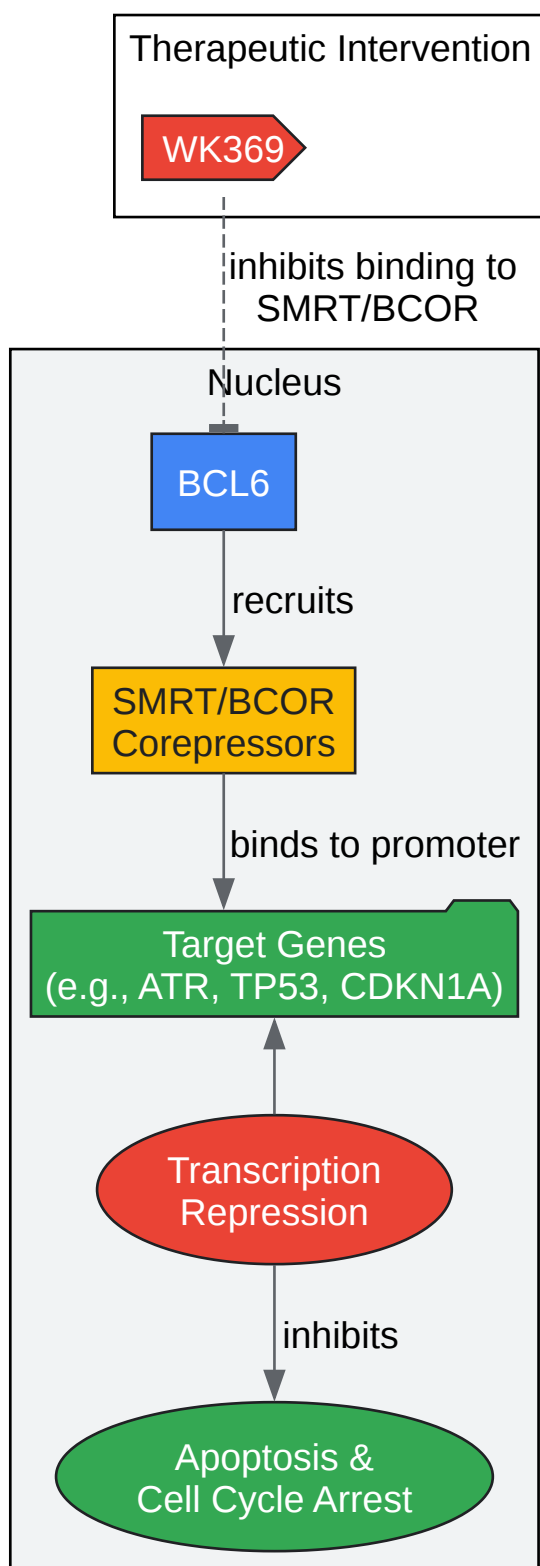 Therapeutic Intervention
WK369
inhibits binding to
SMRT/BCOR
Nucleus
BCL6
recruits
SMRT/BCOR
Corepressors
binds to promoter
Target Genes
(e.g., ATR, TP53, CDKN1A)
Transcription
Repression
inhibits
Apoptosis &
Cell Cycle Arrest